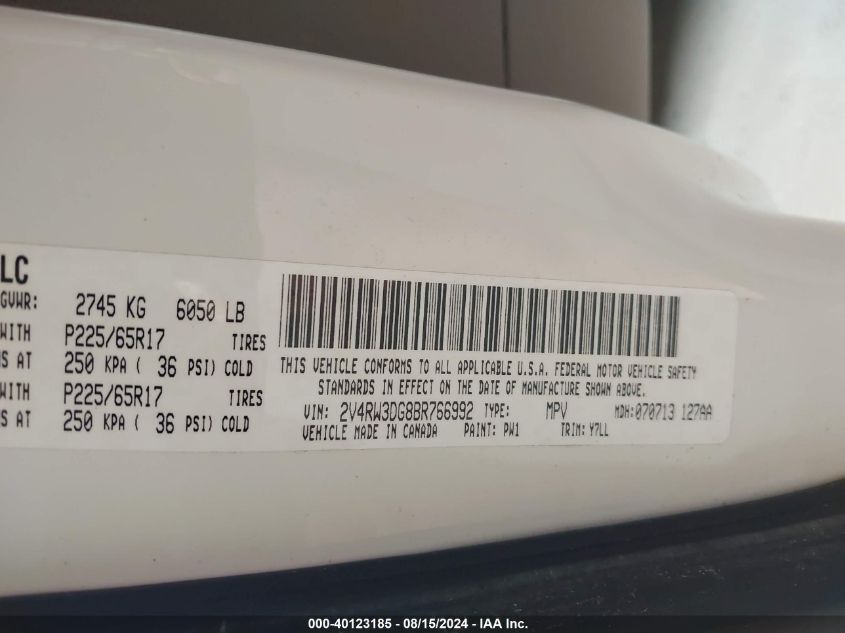 LC
GVWR: 2745 KG 6050 LB
WITH P225/65R17 TIRES
S AT 250 KPA ( 36 PSI) COLD
WITH P225/65R17 TIRES
S AT 250 KPA ( 36 PSI) COLD
THIS VEHICLE CONFORMS TO ALL APPLICABLE U.S.A. FEDERAL MOTOR VEHICLE SAFETY
STANDARDS IN EFFECT ON THE DATE OF MANUFACTURE SHOWN ABOVE.
VIN: 2V4RW3DG8BR766992 TYPE: MPV MDH:070713 127AA
VEHICLE MADE IN CANADA PAINT: PW1 TRIM: Y7LL
000-40123185 - 08/15/2024 - IAA Inc.